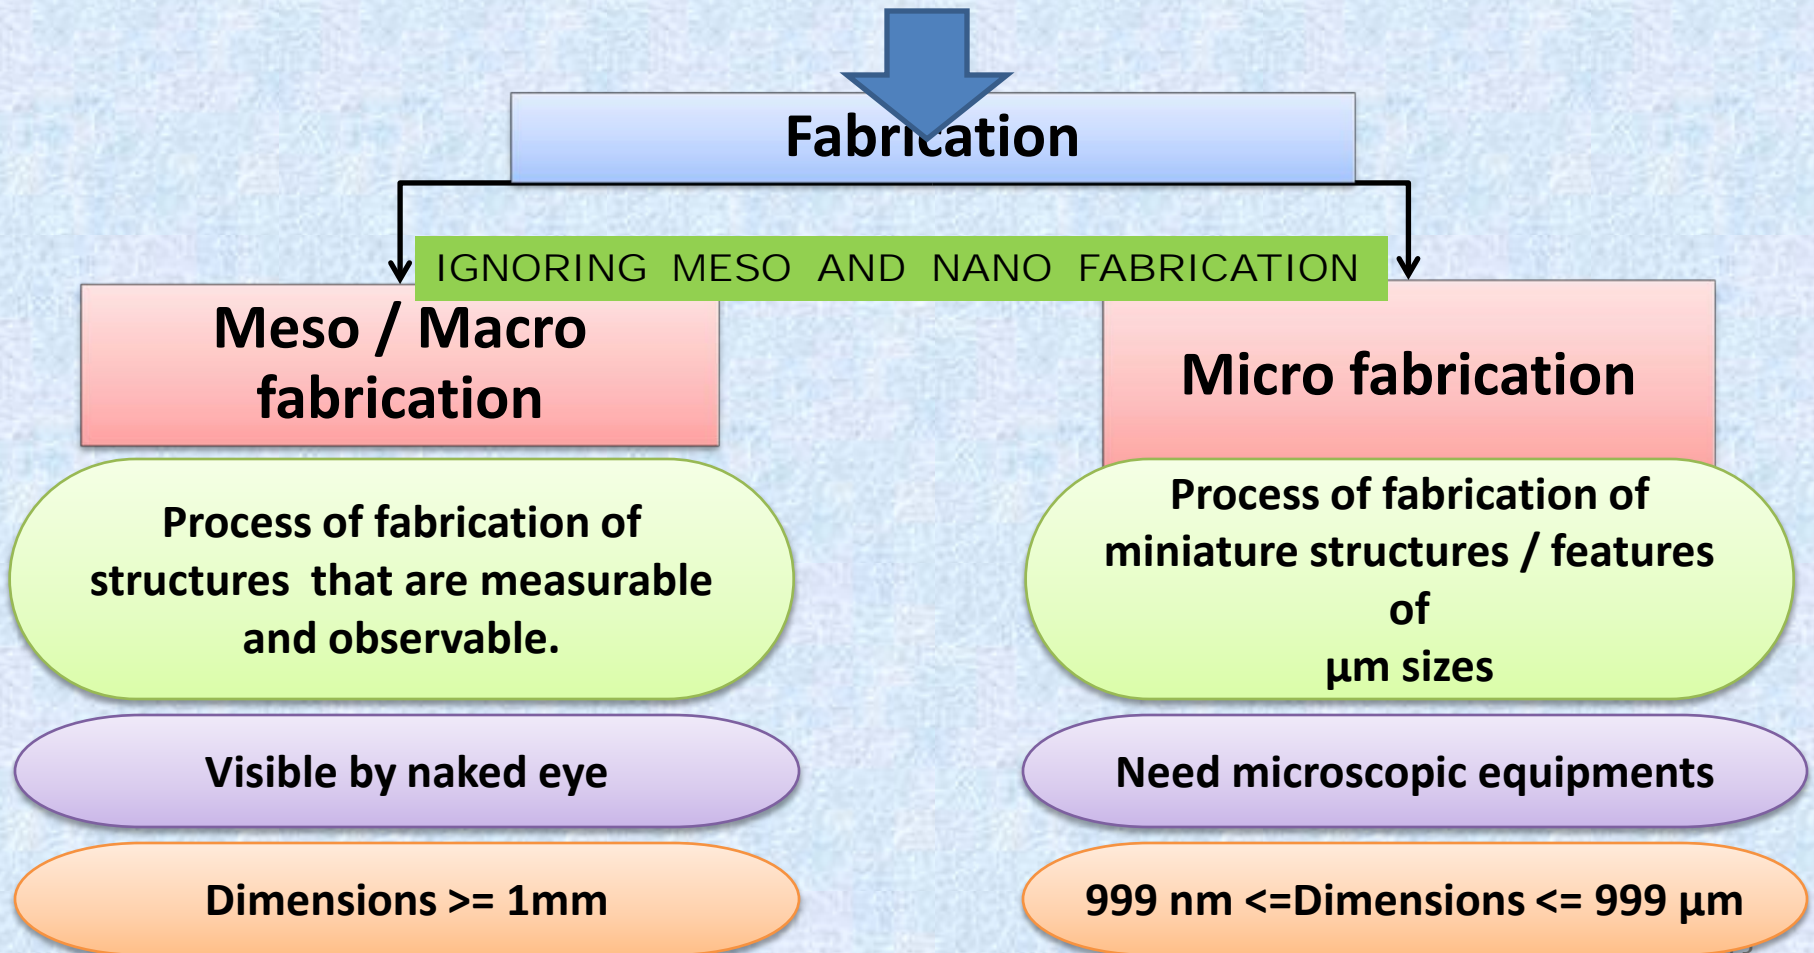 Fabrication
IGNORING MESO AND NANO FABRICATION
Meso / Macro
fabrication
Process of fabrication of
structures that are measurable
and observable.
Visible by naked eye
Dimensions >= 1mm
Micro fabrication
Process of fabrication of
miniature structures / features
of
µm sizes
Need microscopic equipments
999 nm <=Dimensions <= 999 µm